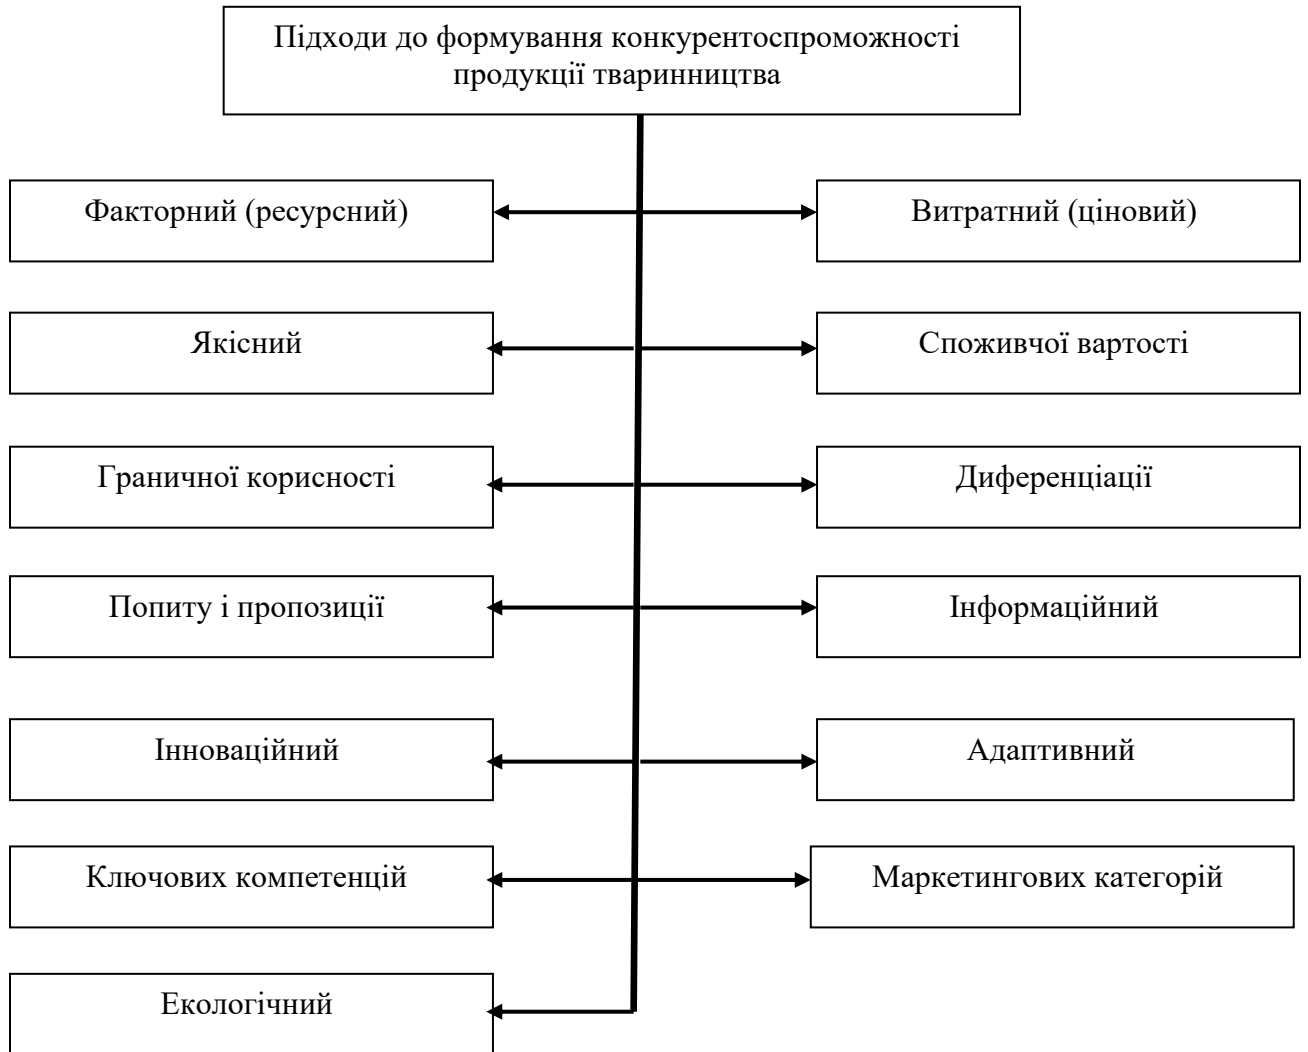 Підходи до формування конкурентоспроможності
продукції тваринництва
Факторний (ресурсний)
Витратний (ціновий)
Якісний
Споживчої вартості
Граничної корисності
Диференціації
Попиту і пропозиції
Інформаційний
Інноваційний
Адаптивний
Ключових компетенцій
Маркетингових категорій
Екологічний